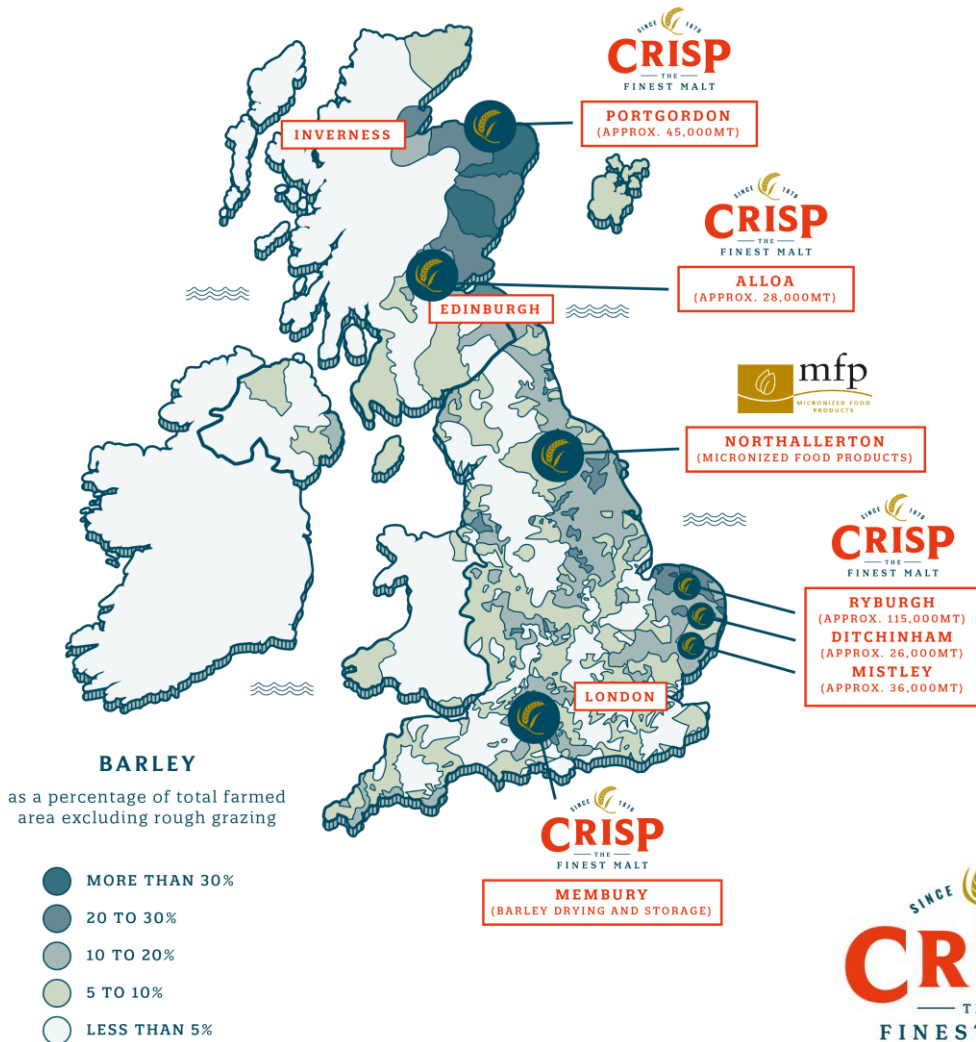 SINCE 1870
CRISP
THE
FINEST MALT
PORTGORDON
(APPROX. 45,000MT)
INVERNESS
SINCE 1870
CRISP
THE
FINEST MALT
ALLOA
(APPROX. 28,000MT)
EDINBURGH
mfp
MICRONIZED FOOD
PRODUCTS
NORTHALLERTON
(MICRONIZED FOOD PRODUCTS)
SINCE 1870
CRISP
THE
FINEST MALT
RYBURGH
(APPROX. 115,000MT)
DITCHINHAM
(APPROX. 26,000MT)
MISTLEY
(APPROX. 36,000MT)
LONDON
BARLEY
as a percentage of total farmed
area excluding rough grazing
MORE THAN 30%
20 TO 30%
10 TO 20%
5 TO 10%
LESS THAN 5%
SINCE 1870
CRISP
THE
FINEST MALT
MEMBURY
(BARLEY DRYING AND STORAGE)
SINCE
CR
T
FINEST